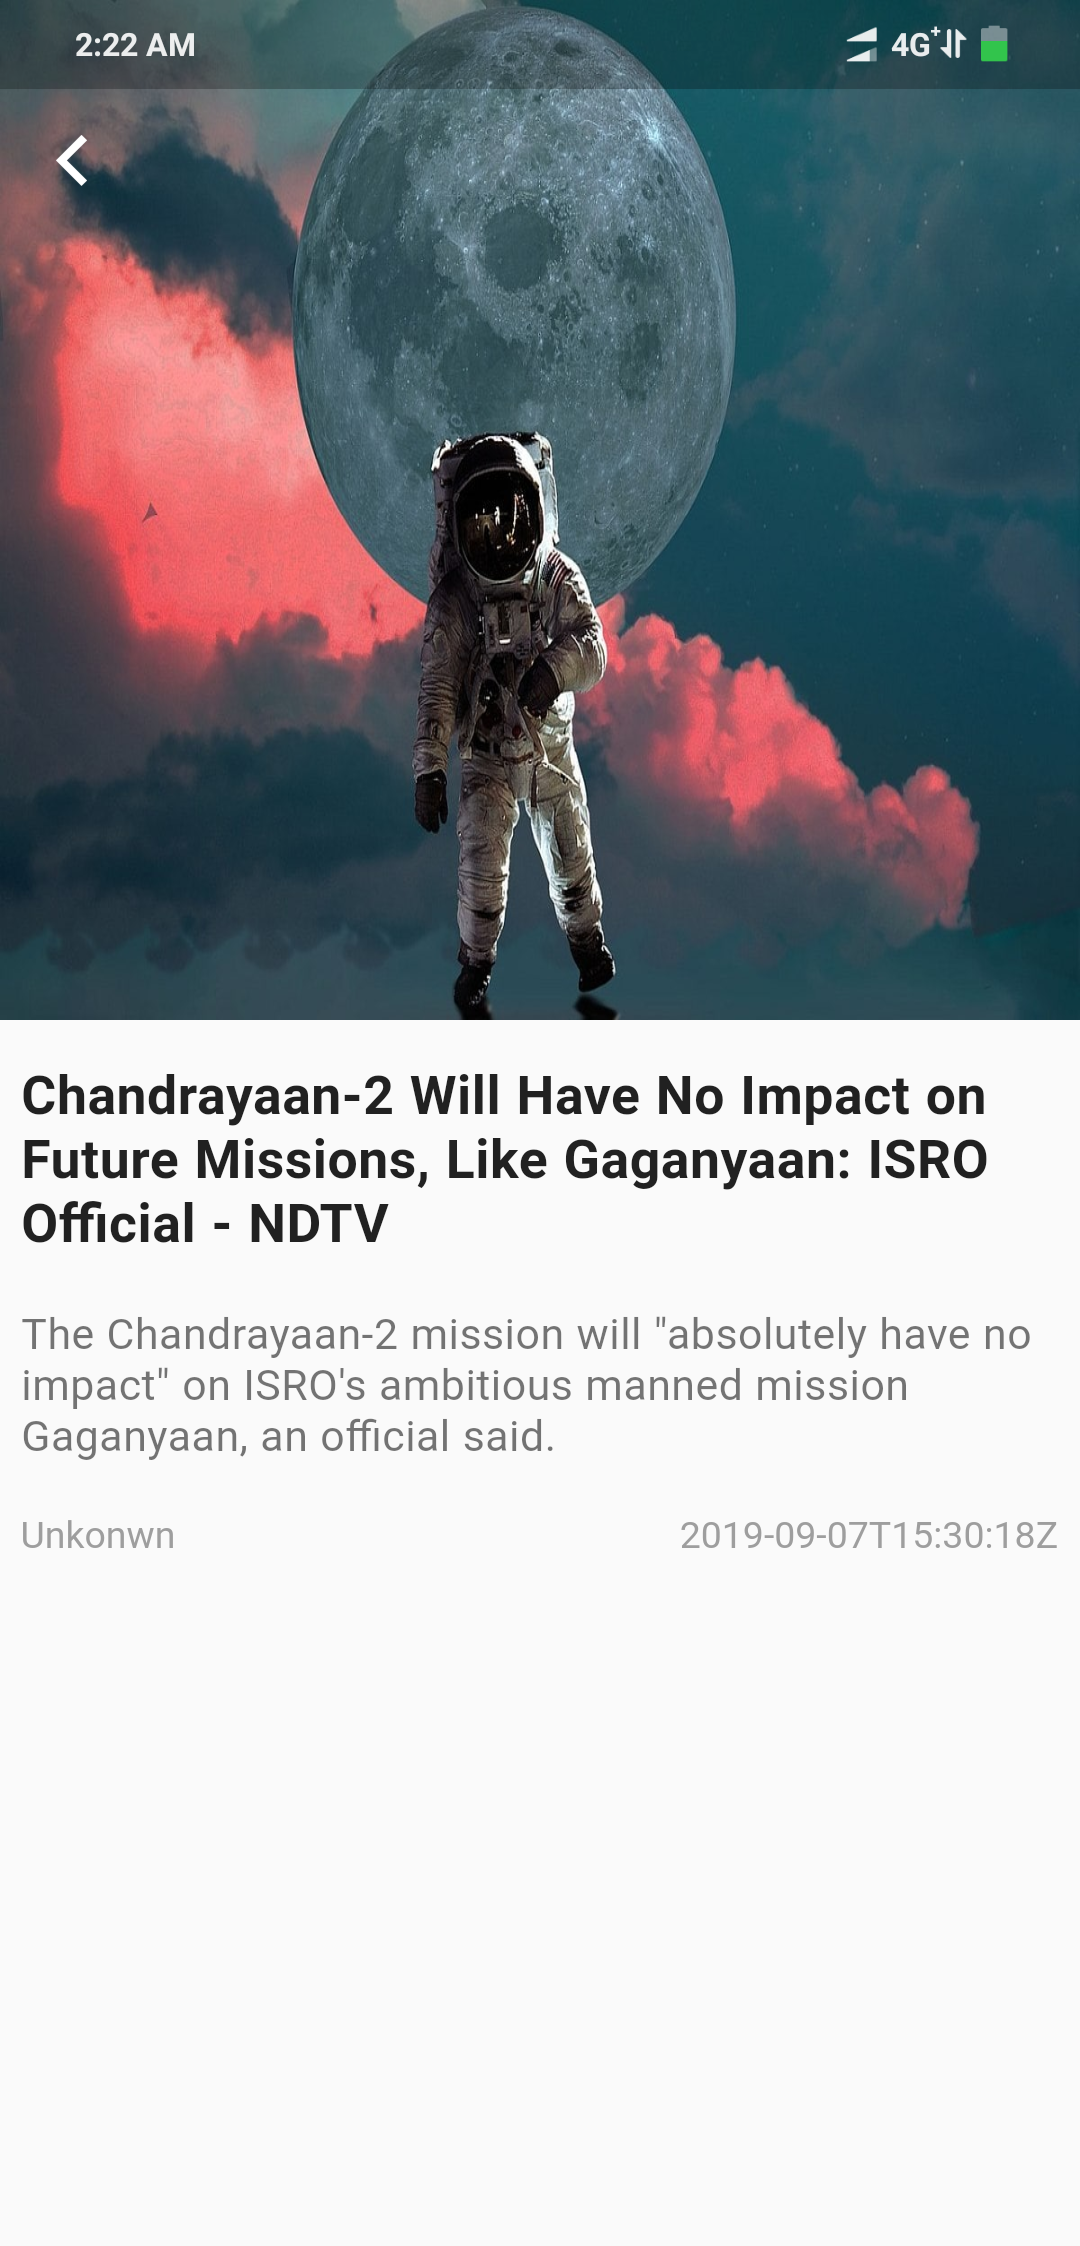 2:22 AM
4G+
Chandrayaan-2 Will Have No Impact on
Future Missions, Like Gaganyaan: ISRO
Official - NDTV
The Chandrayaan-2 mission will "absolutely have no
impact" on ISRO's ambitious manned mission
Gaganyaan, an official said.
Unkonwn
2019-09-07T15:30:18Z